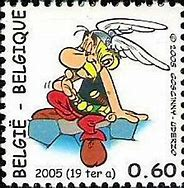 BELGIË - BELGIQUE
© 2005 GOSCINNY - UDERZO
2005 (19 ter a)
0.60